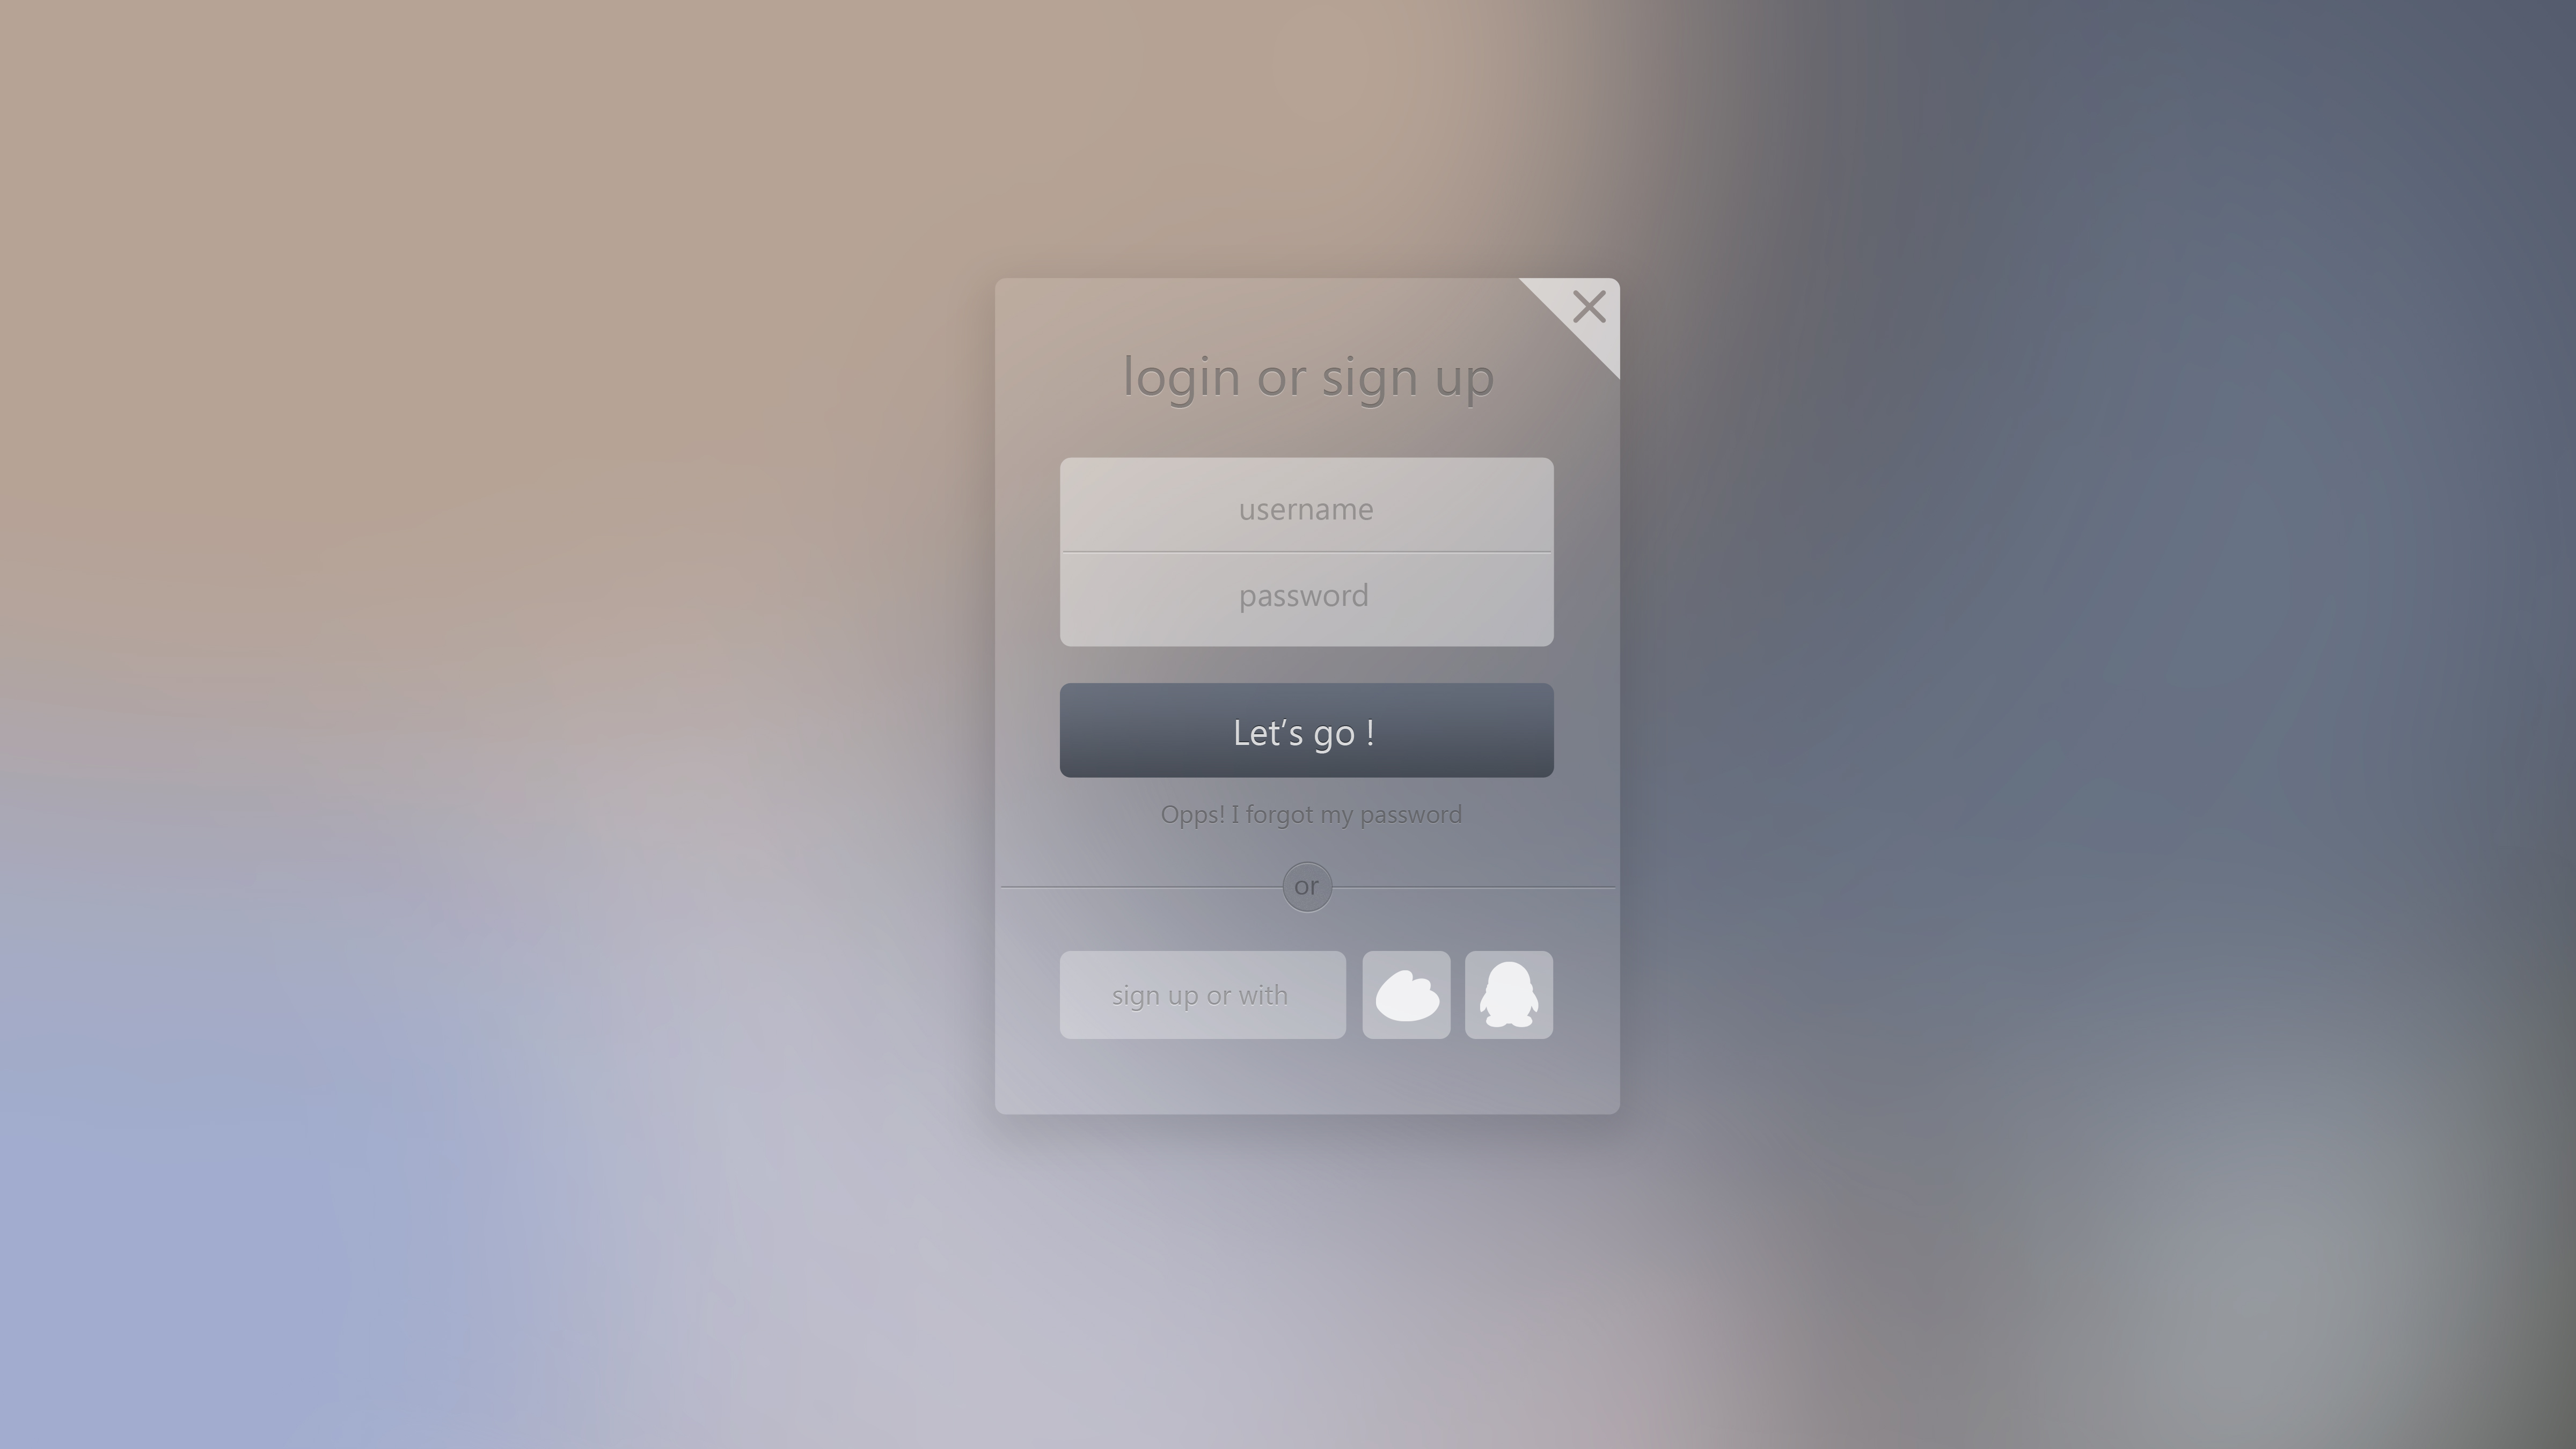 login or sign up
username
password
Let’s go !
Opps! I forgot my password
or
sign up or with